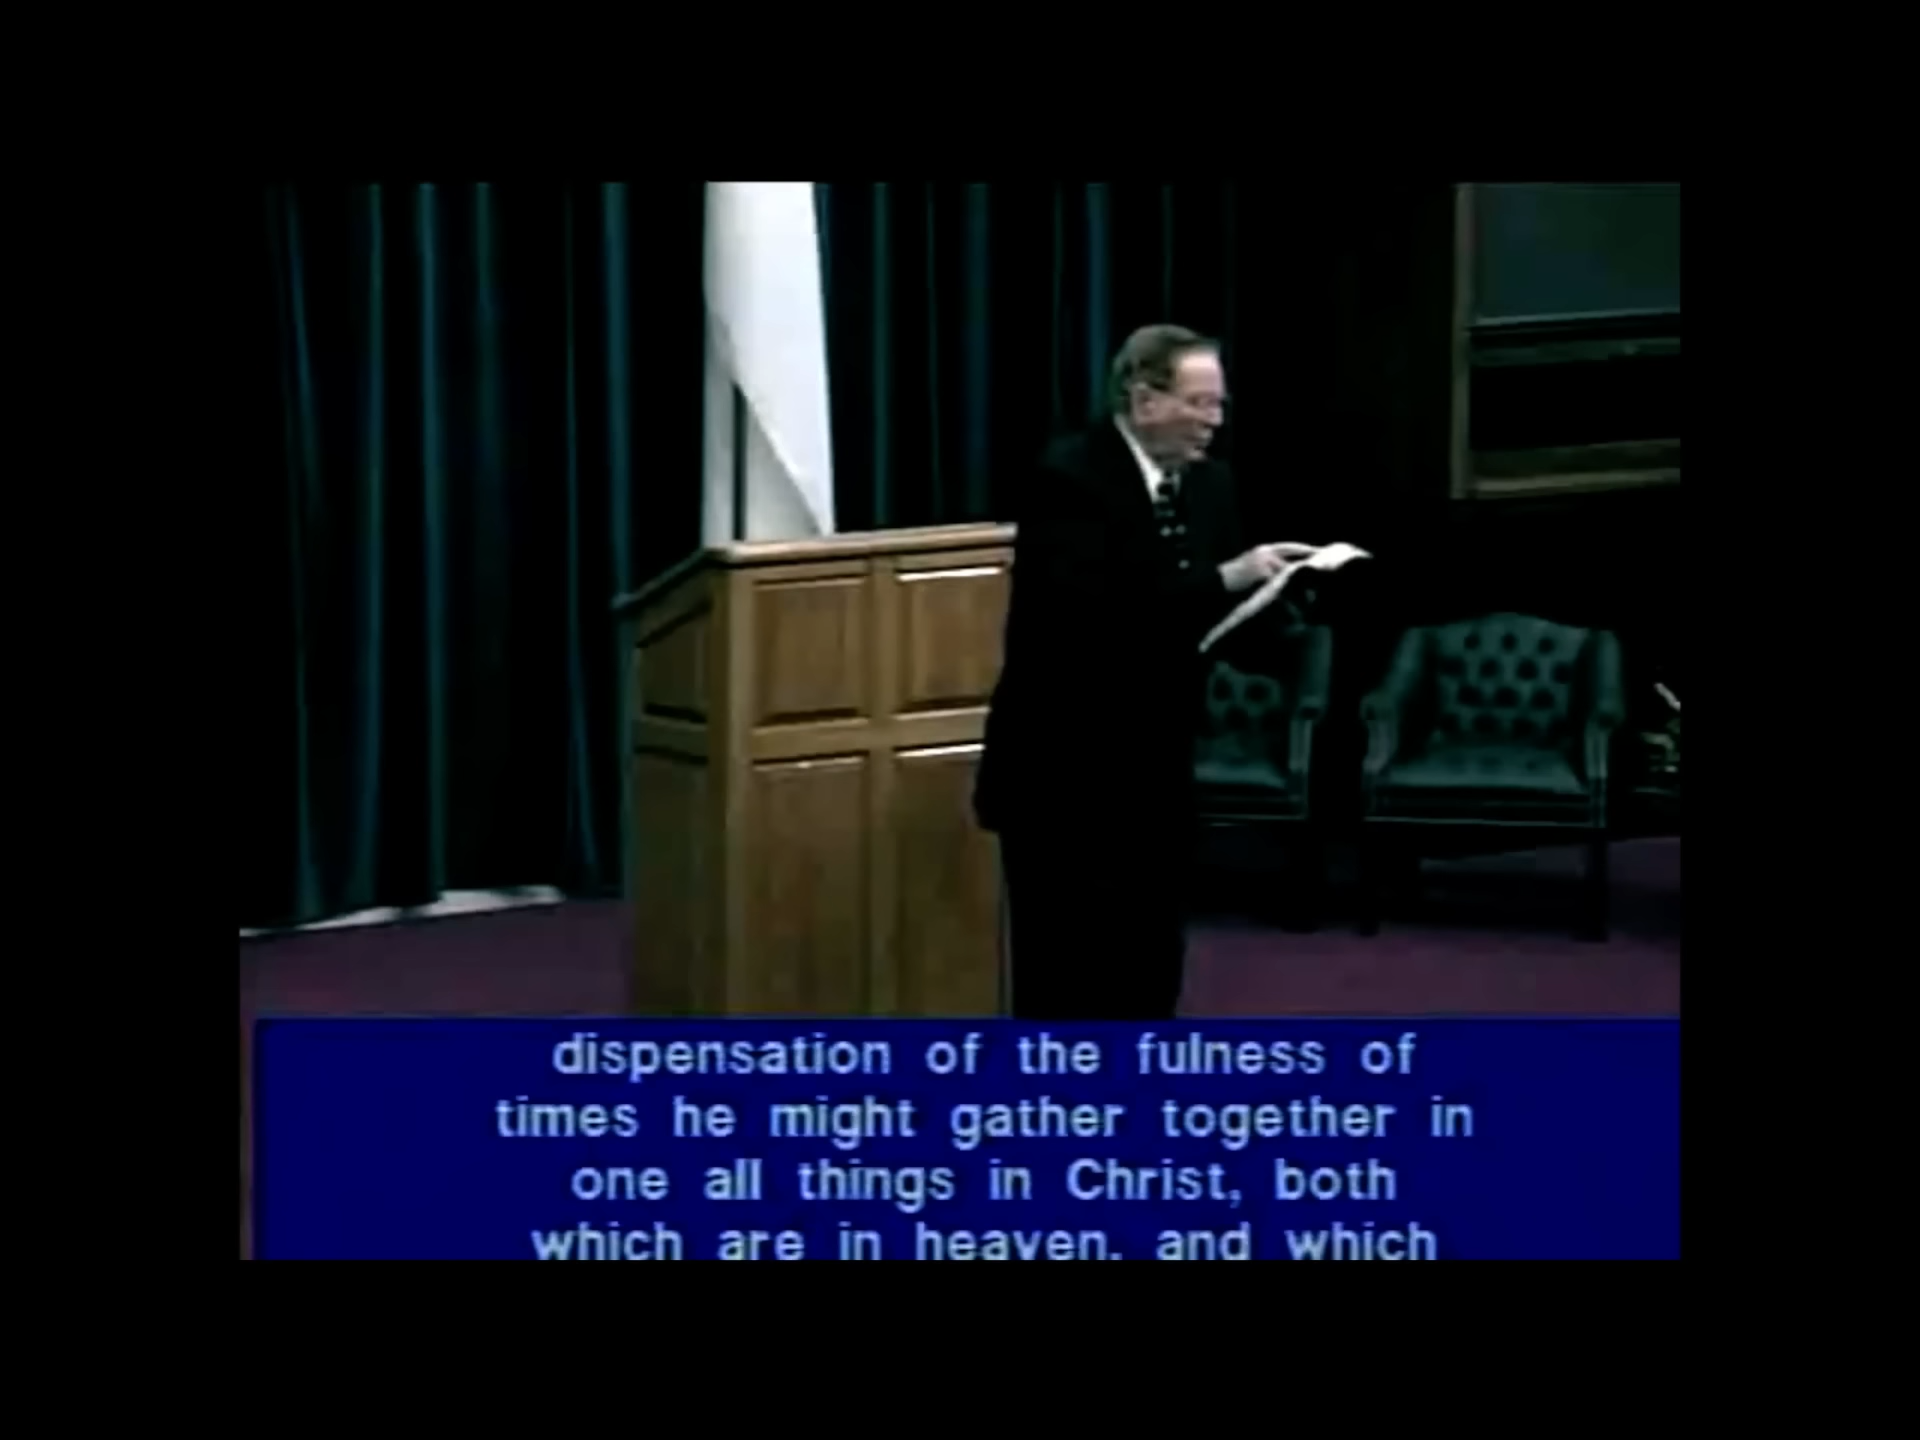 dispensation of the fulness of
times he might gather together in
one all things in Christ, both
which are in heaven, and which